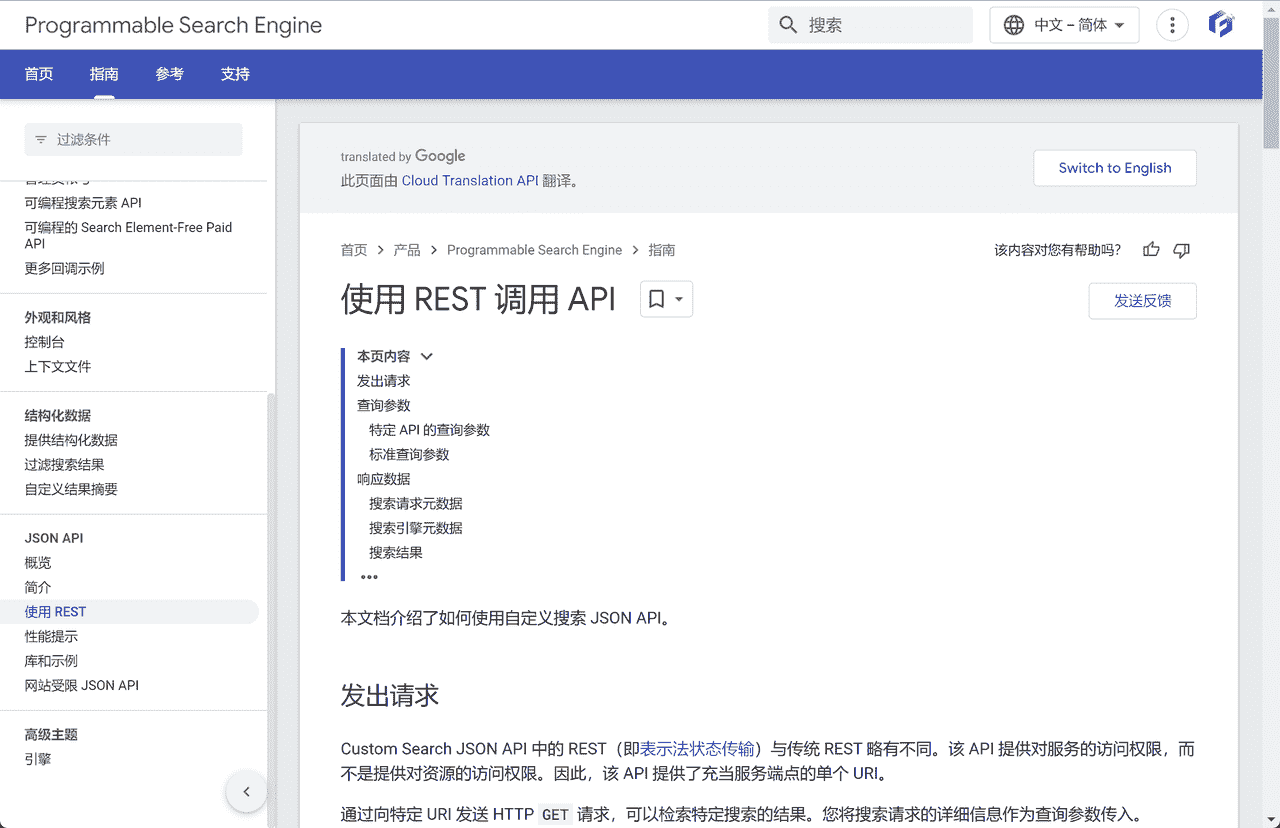 Programmable Search Engine
搜索
中文 – 简体
首页
指南
参考
支持
过滤条件
可编程搜索元素 API
可编程的 Search Element-Free Paid
API
更多回调示例
外观和风格
控制台
上下文文件
结构化数据
提供结构化数据
过滤搜索结果
自定义结果摘要
JSON API
概览
简介
使用 REST
性能提示
库和示例
网站受限 JSON API
高级主题
引擎
translated by Google
此页面由 Cloud Translation API 翻译。
Switch to English
首页 > 产品 > Programmable Search Engine > 指南
该内容对您有帮助吗?
使用 REST 调用 API
发送反馈
本页内容
发出请求
查询参数
特定 API 的查询参数
标准查询参数
响应数据
搜索请求元数据
搜索引擎元数据
搜索结果
本文档介绍了如何使用自定义搜索 JSON API。
发出请求
Custom Search JSON API 中的 REST（即表示法状态传输）与传统 REST 略有不同。该 API 提供对服务的访问权限，而
不是提供对资源的访问权限。因此，该 API 提供了充当服务端点的单个 URI。
通过向特定 URI 发送 HTTP GET 请求，可以检索特定搜索的结果。您将搜索请求的详细信息作为查询参数传入。